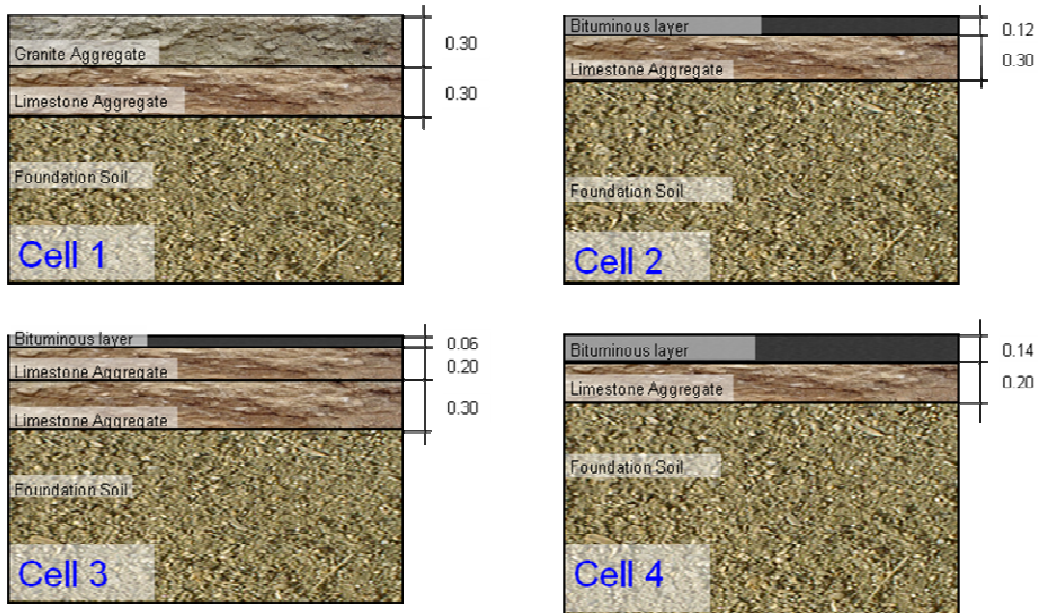 Granite Aggregate
0.30
Limestone Aggregate
0.30
Foundation Soil
Cell 1
Bituminous layer
0.12
Limestone Aggregate
0.30
Foundation Soil
Cell 2
Bituminous layer
0.06
Limestone Aggregate
0.20
Limestone Aggregate
0.30
Foundation Soil
Cell 3
Bituminous layer
0.14
Limestone Aggregate
0.20
Foundation Soil
Cell 4